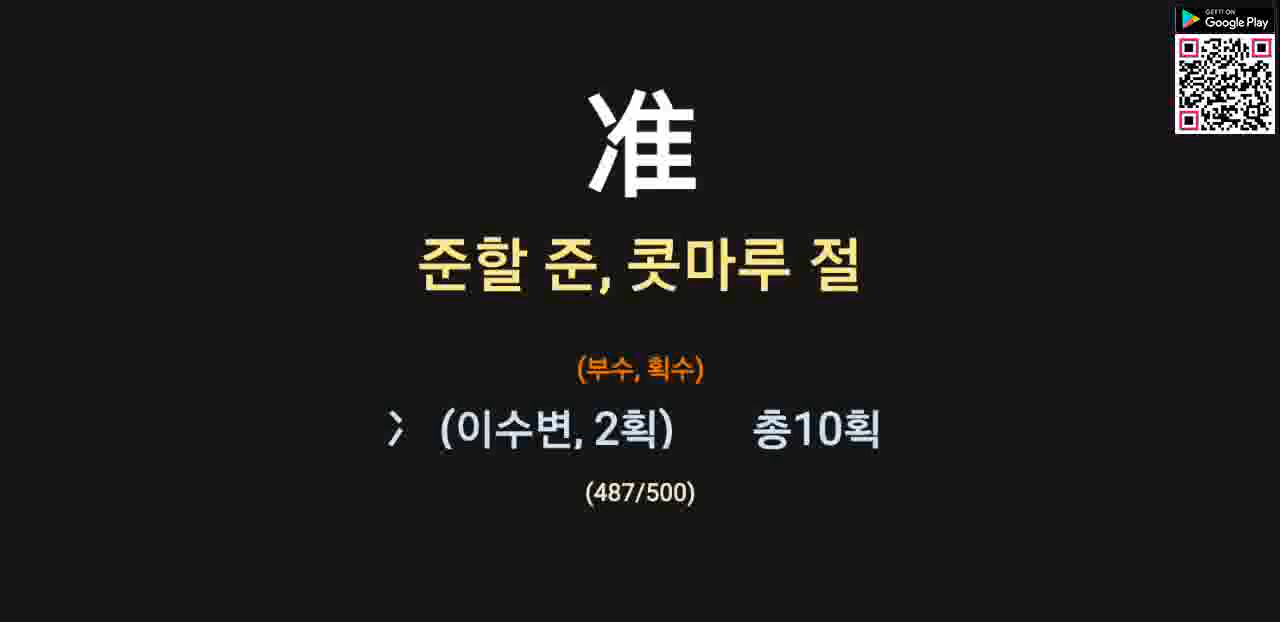 GET IT ON
Google Play
准
준할 준, 콧마루 절
(부수, 획수)
冫 (이수변, 2획) 총10획
(487/500)